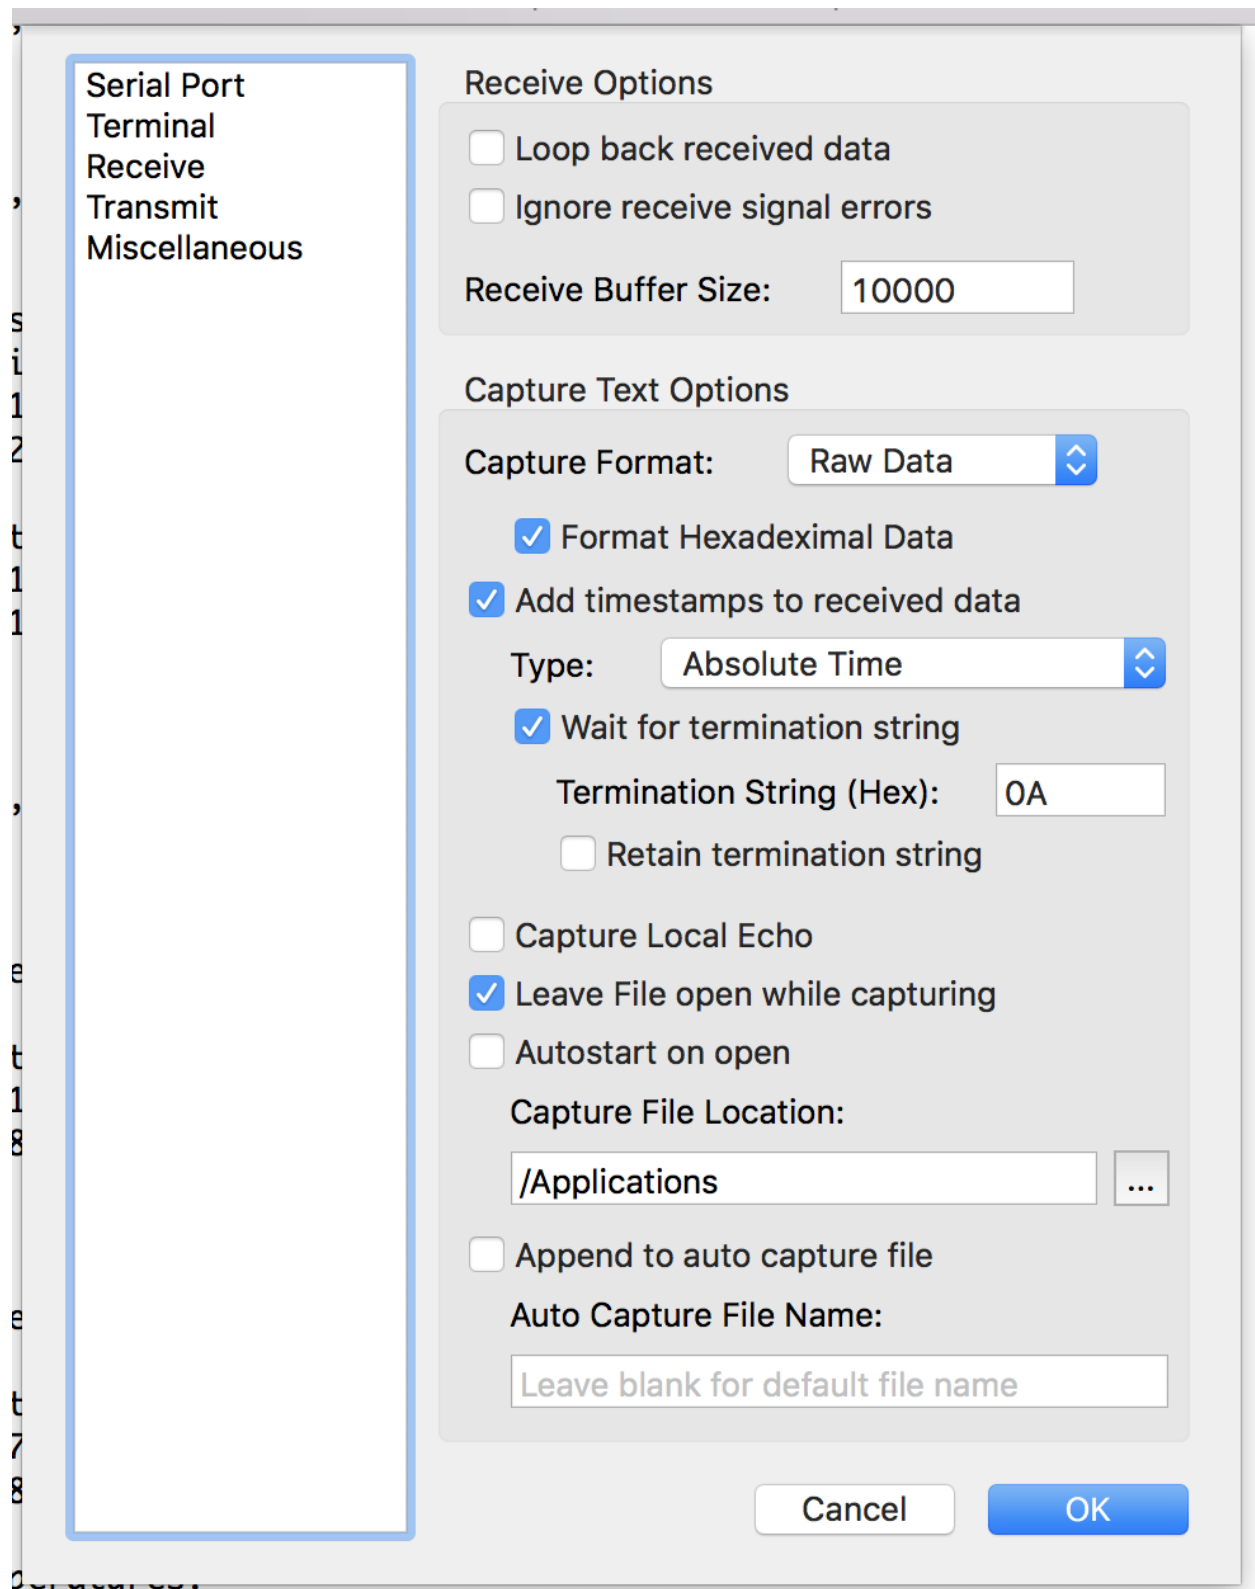 Serial Port
Terminal
Receive
Transmit
Miscellaneous
Receive Options
Loop back received data
Ignore receive signal errors
Receive Buffer Size: 10000
Capture Text Options
Capture Format: Raw Data
Format Hexadeximal Data
Add timestamps to received data
Type: Absolute Time
Wait for termination string
Termination String (Hex): 0A
Retain termination string
Capture Local Echo
Leave File open while capturing
Autostart on open
Capture File Location:
/Applications ...
Append to auto capture file
Auto Capture File Name:
Leave blank for default file name
Cancel OK